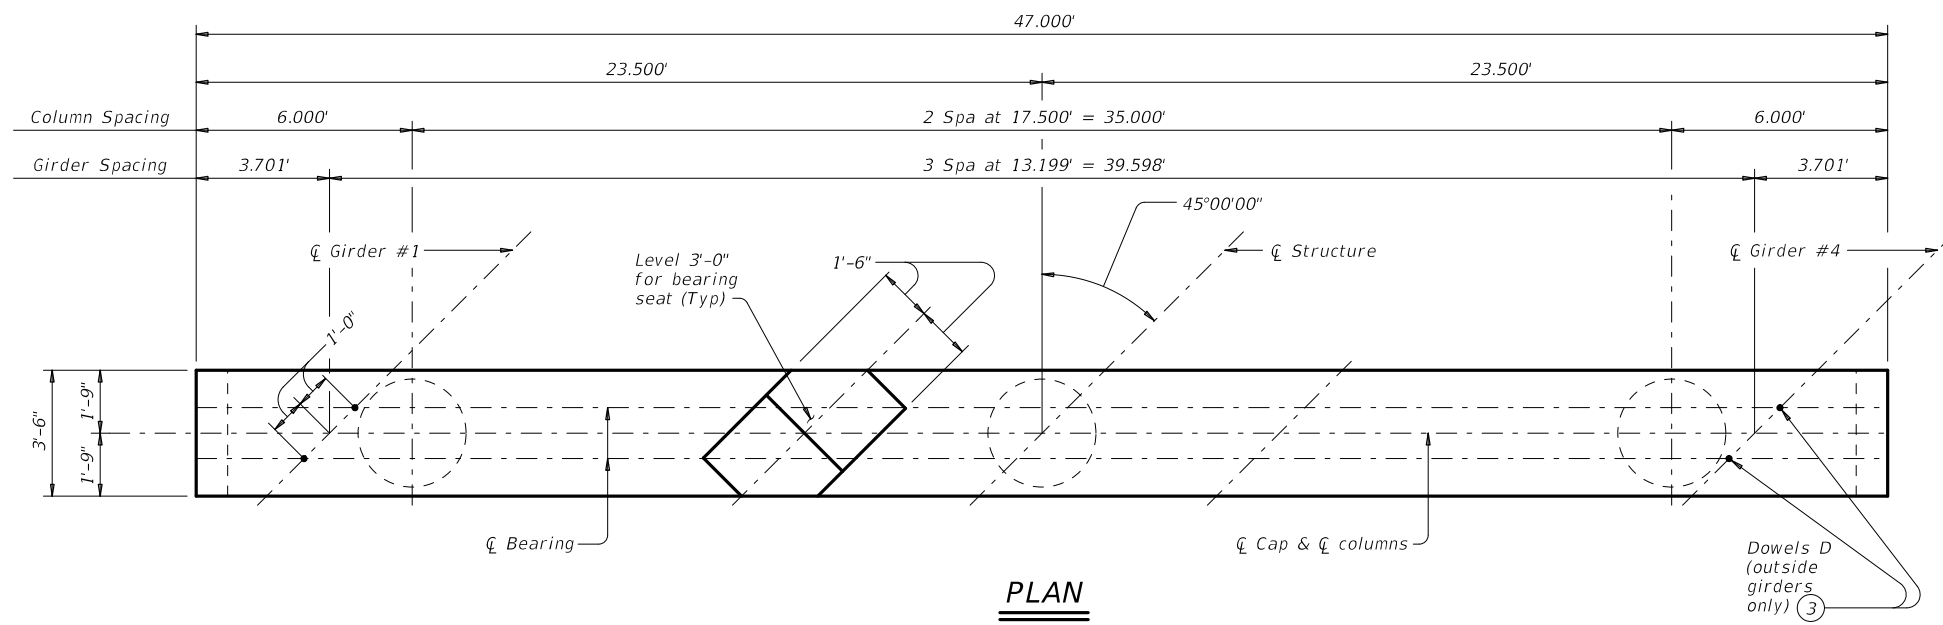 47.000'
23.500'
23.500'
Column Spacing
6.000'
2 Spa at 17.500' = 35.000'
6.000'
Girder Spacing
3.701'
3 Spa at 13.199' = 39.598'
3.701'
45°00'00"
℄ Girder #1
Level 3'-0"
for bearing
seat (Typ)
1'-6"
℄ Structure
℄ Girder #4
1'-0"
3'-6"
1'-9"
1'-9"
℄ Bearing
℄ Cap & ℄ columns
Dowels D
(outside
girders
only) 3
PLAN